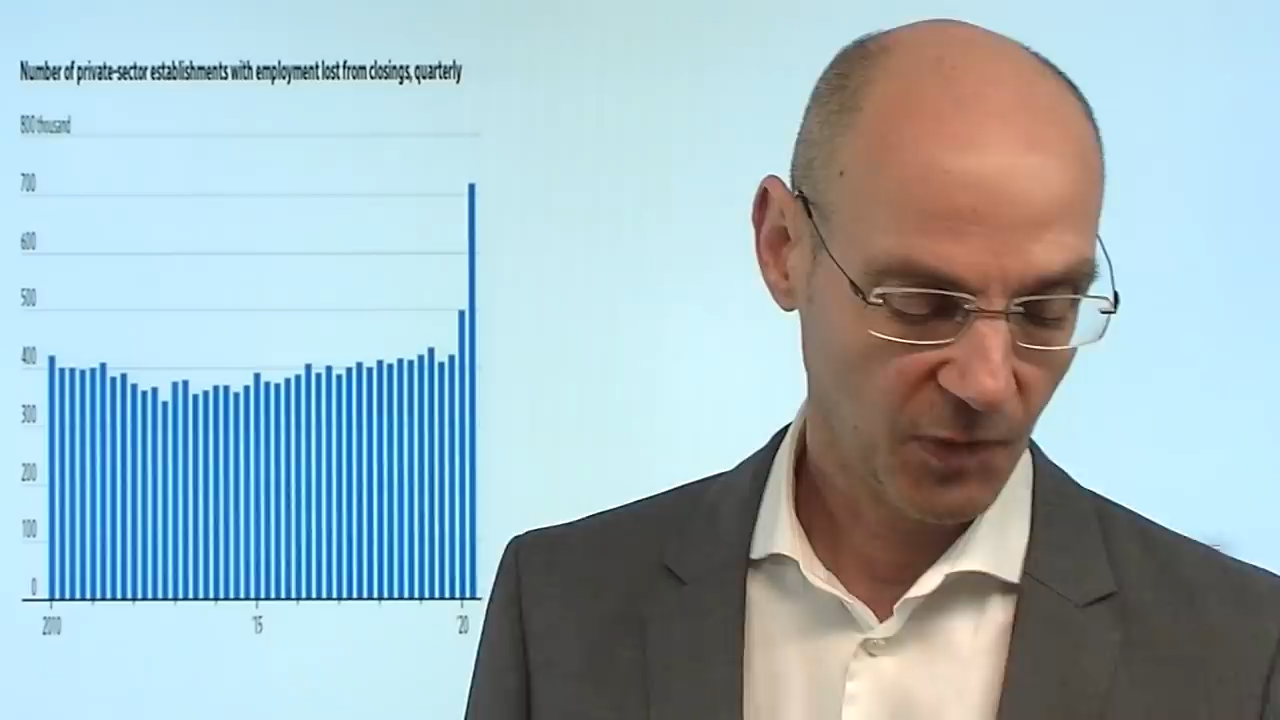 Number of private-sector establishments with employment lost from closings, quarterly
800 thousand
700
600
500
400
300
200
100
0
2010 '15 '20